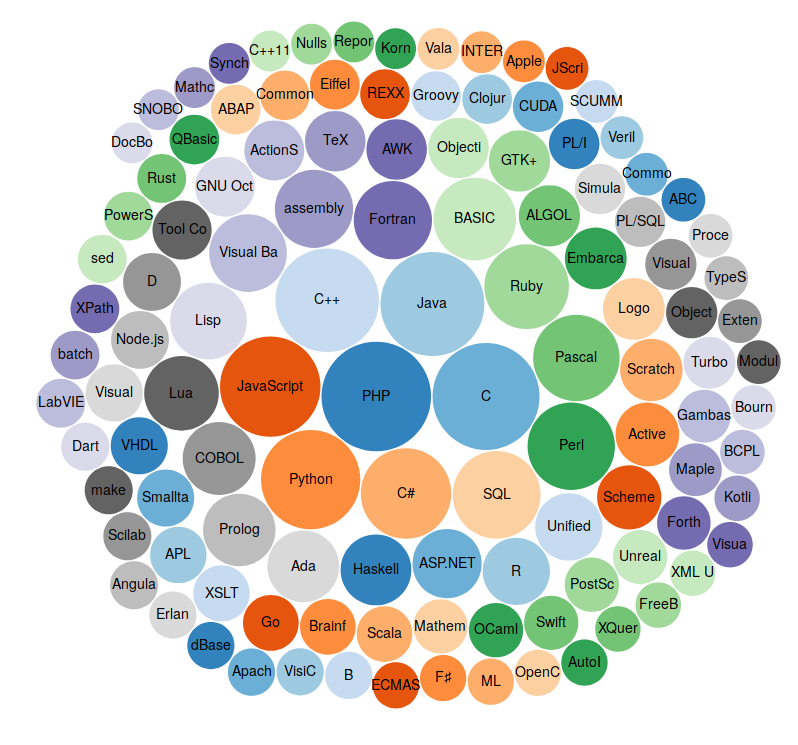 C++11
Nulls
Repor
Korn
Vala
INTER
Apple
JScri
Synch
Mathc
Common
Eiffel
REXX
Groovy
Clojur
CUDA
SCUMM
SNOBO
ABAP
DocBo
QBasic
ActionS
TeX
AWK
Objecti
GTK+
PL/I
Veril
Rust
GNU Oct
Simula
Commo
ABC
PowerS
Tool Co
assembly
Fortran
BASIC
ALGOL
PL/SQL
Proce
sed
Visual Ba
Embarca
Visual
TypeS
D
C++
Java
Ruby
XPath
Lisp
Logo
Object
Exten
batch
Node.js
Pascal
Scratch
Turbo
Modul
LabVIE
Visual
Lua
JavaScript
PHP
C
Gambas
Bourn
Dart
VHDL
COBOL
Perl
Active
BCPL
make
Smallta
Python
C#
SQL
Scheme
Maple
Kotli
Scilab
APL
Prolog
Unified
Forth
Visua
Angula
XSLT
Ada
Haskell
ASP.NET
R
PostSc
Unreal
XML U
Erlan
Go
Brainf
Scala
Mathem
OCaml
Swift
XQuer
FreeB
dBase
Apach
VisiC
B
ECMAS
F♯
ML
OpenC
AutoI